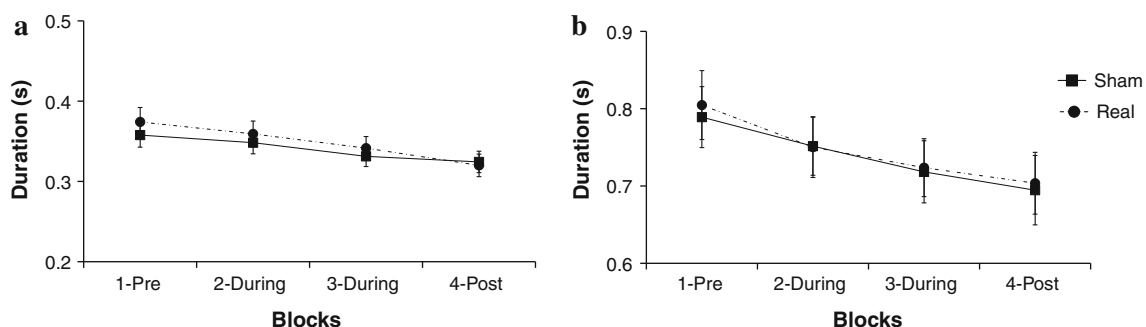 a
0.5
0.4
0.3
0.2
Duration (s)
1-Pre 2-During 3-During 4-Post
Blocks
b
0.9
0.8
0.7
0.6
Duration (s)
1-Pre 2-During 3-During 4-Post
Blocks
Sham
Real